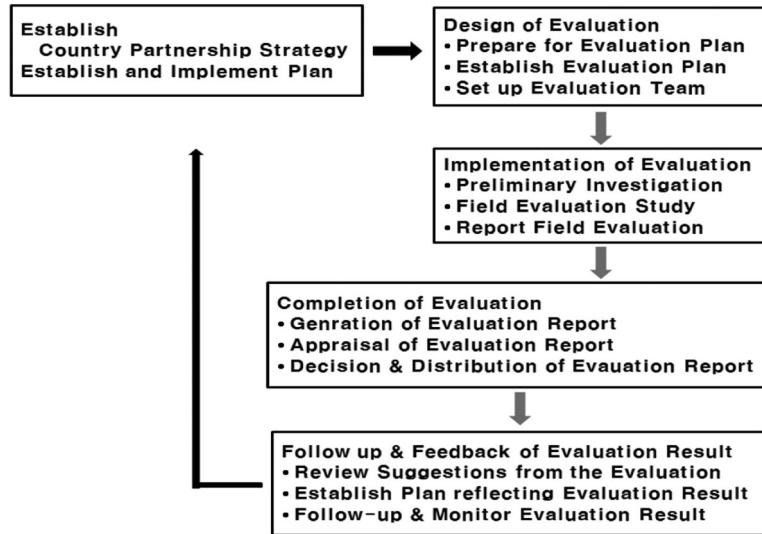 Establish
Country Partnership Strategy
Establish and Implement Plan
Design of Evaluation
• Prepare for Evaluation Plan
• Establish Evaluation Plan
• Set up Evaluation Team
Implementation of Evaluation
• Preliminary Investigation
• Field Evaluation Study
• Report Field Evaluation
Completion of Evaluation
• Genration of Evaluation Report
• Appraisal of Evaluation Report
• Decision & Distribution of Evauation Report
Follow up & Feedback of Evaluation Result
• Review Suggestions from the Evaluation
• Establish Plan reflecting Evaluation Result
• Follow-up & Monitor Evaluation Result